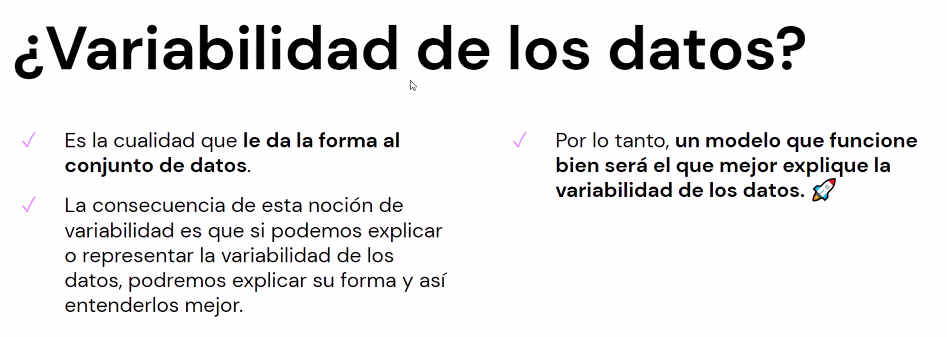 ¿Variabilidad de los datos?
✓ Es la cualidad que le da la forma al
conjunto de datos.
✓ La consecuencia de esta noción de
variabilidad es que si podemos explicar
o representar la variabilidad de los
datos, podremos explicar su forma y así
entenderlos mejor.
✓ Por lo tanto, un modelo que funcione
bien será el que mejor explique la
variabilidad de los datos. 🚀